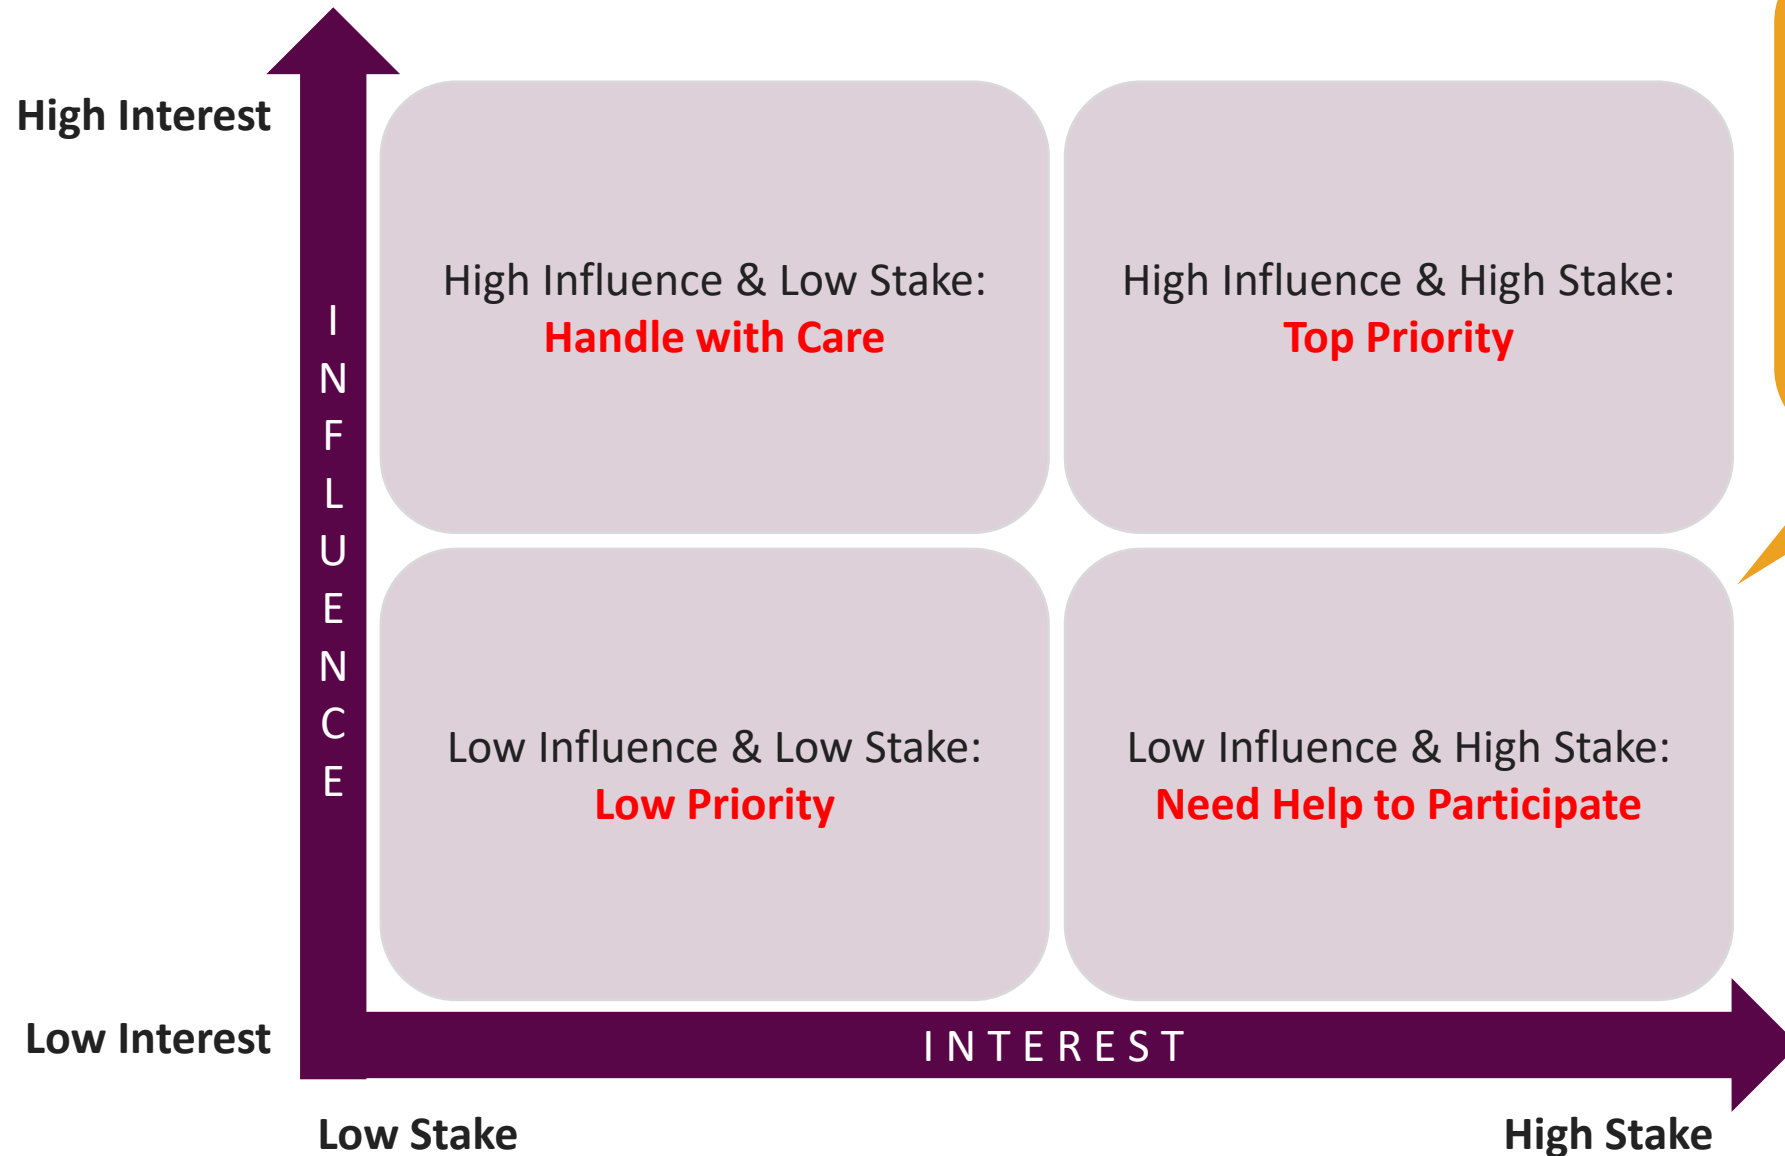 High Interest
INFLUENCE
High Influence & Low Stake:
Handle with Care
High Influence & High Stake:
Top Priority
Low Influence & Low Stake:
Low Priority
Low Influence & High Stake:
Need Help to Participate
Low Interest
INTEREST
Low Stake
High Stake